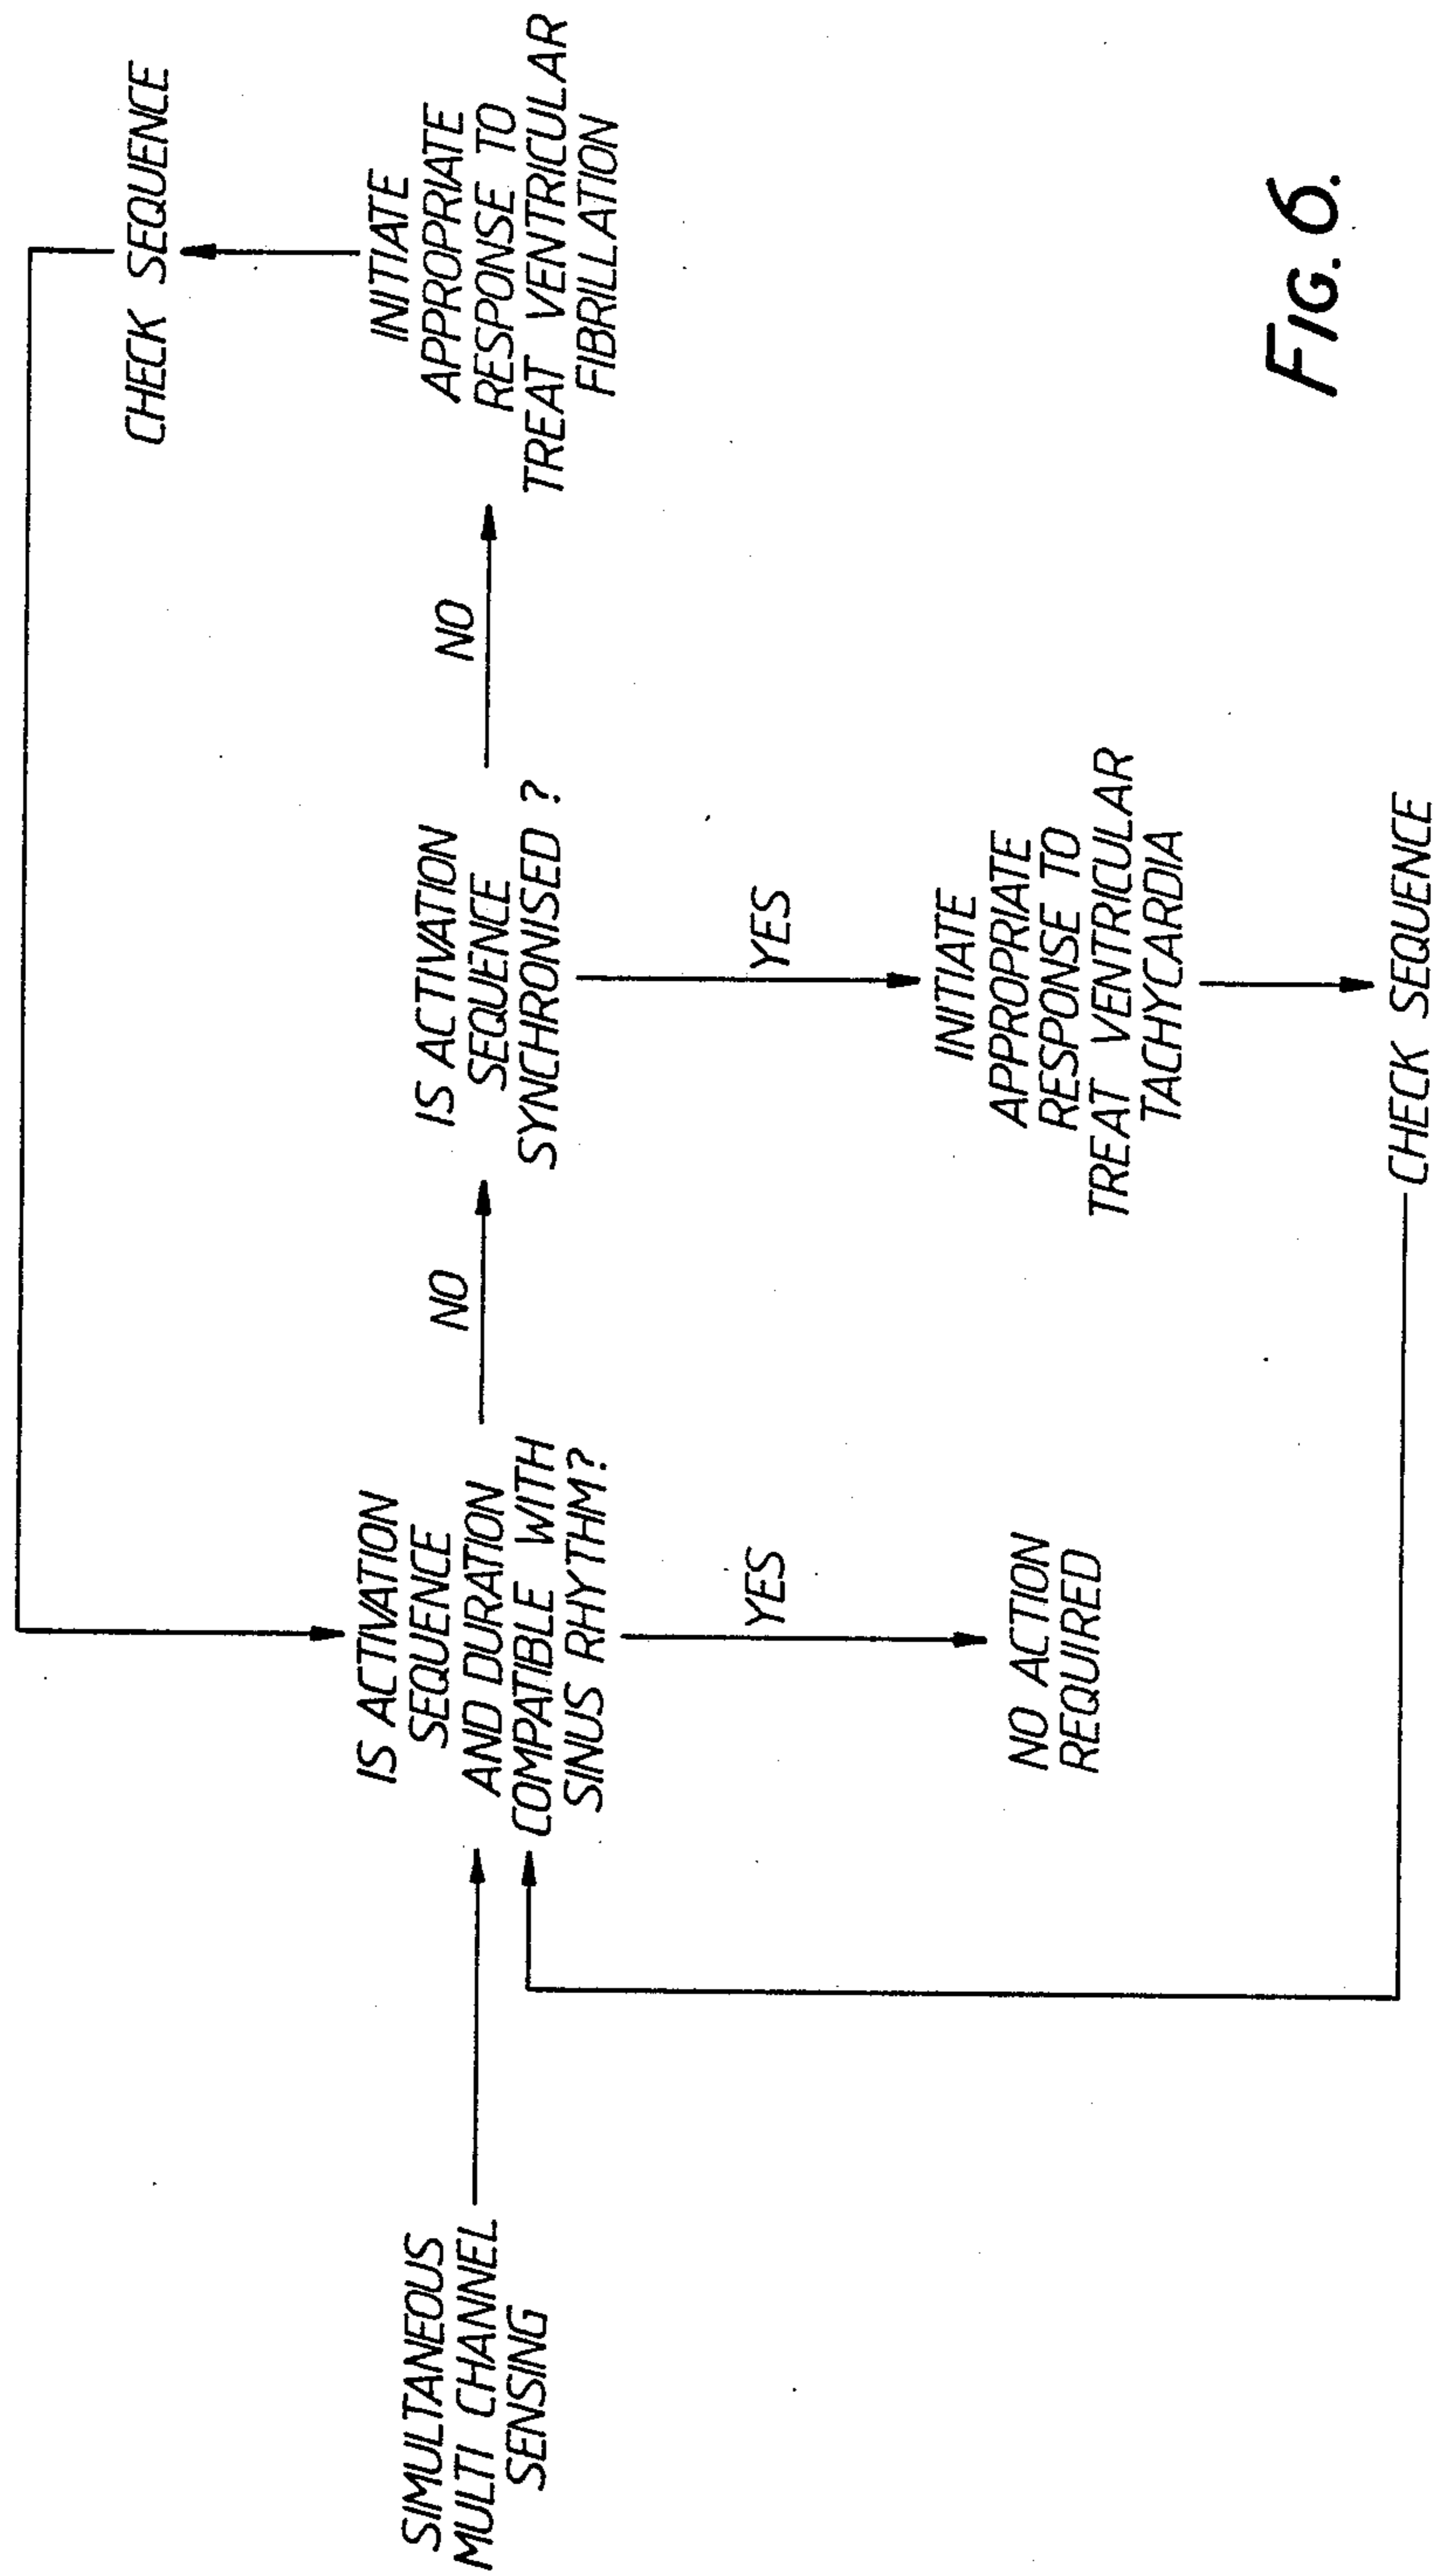 SIMULTANEOUS
MULTI CHANNEL
SENSING
IS ACTIVATION
SEQUENCE
AND DURATION
COMPATIBLE WITH
SINUS RHYTHM?
YES
NO ACTION
REQUIRED
NO
IS ACTIVATION
SEQUENCE
SYNCHRONISED ?
YES
INITIATE
APPROPRIATE
RESPONSE TO
TREAT VENTRICULAR
TACHYCARDIA
CHECK SEQUENCE
NO
INITIATE
APPROPRIATE
RESPONSE TO
TREAT VENTRICULAR
FIBRILLATION
CHECK SEQUENCE
FIG. 6.